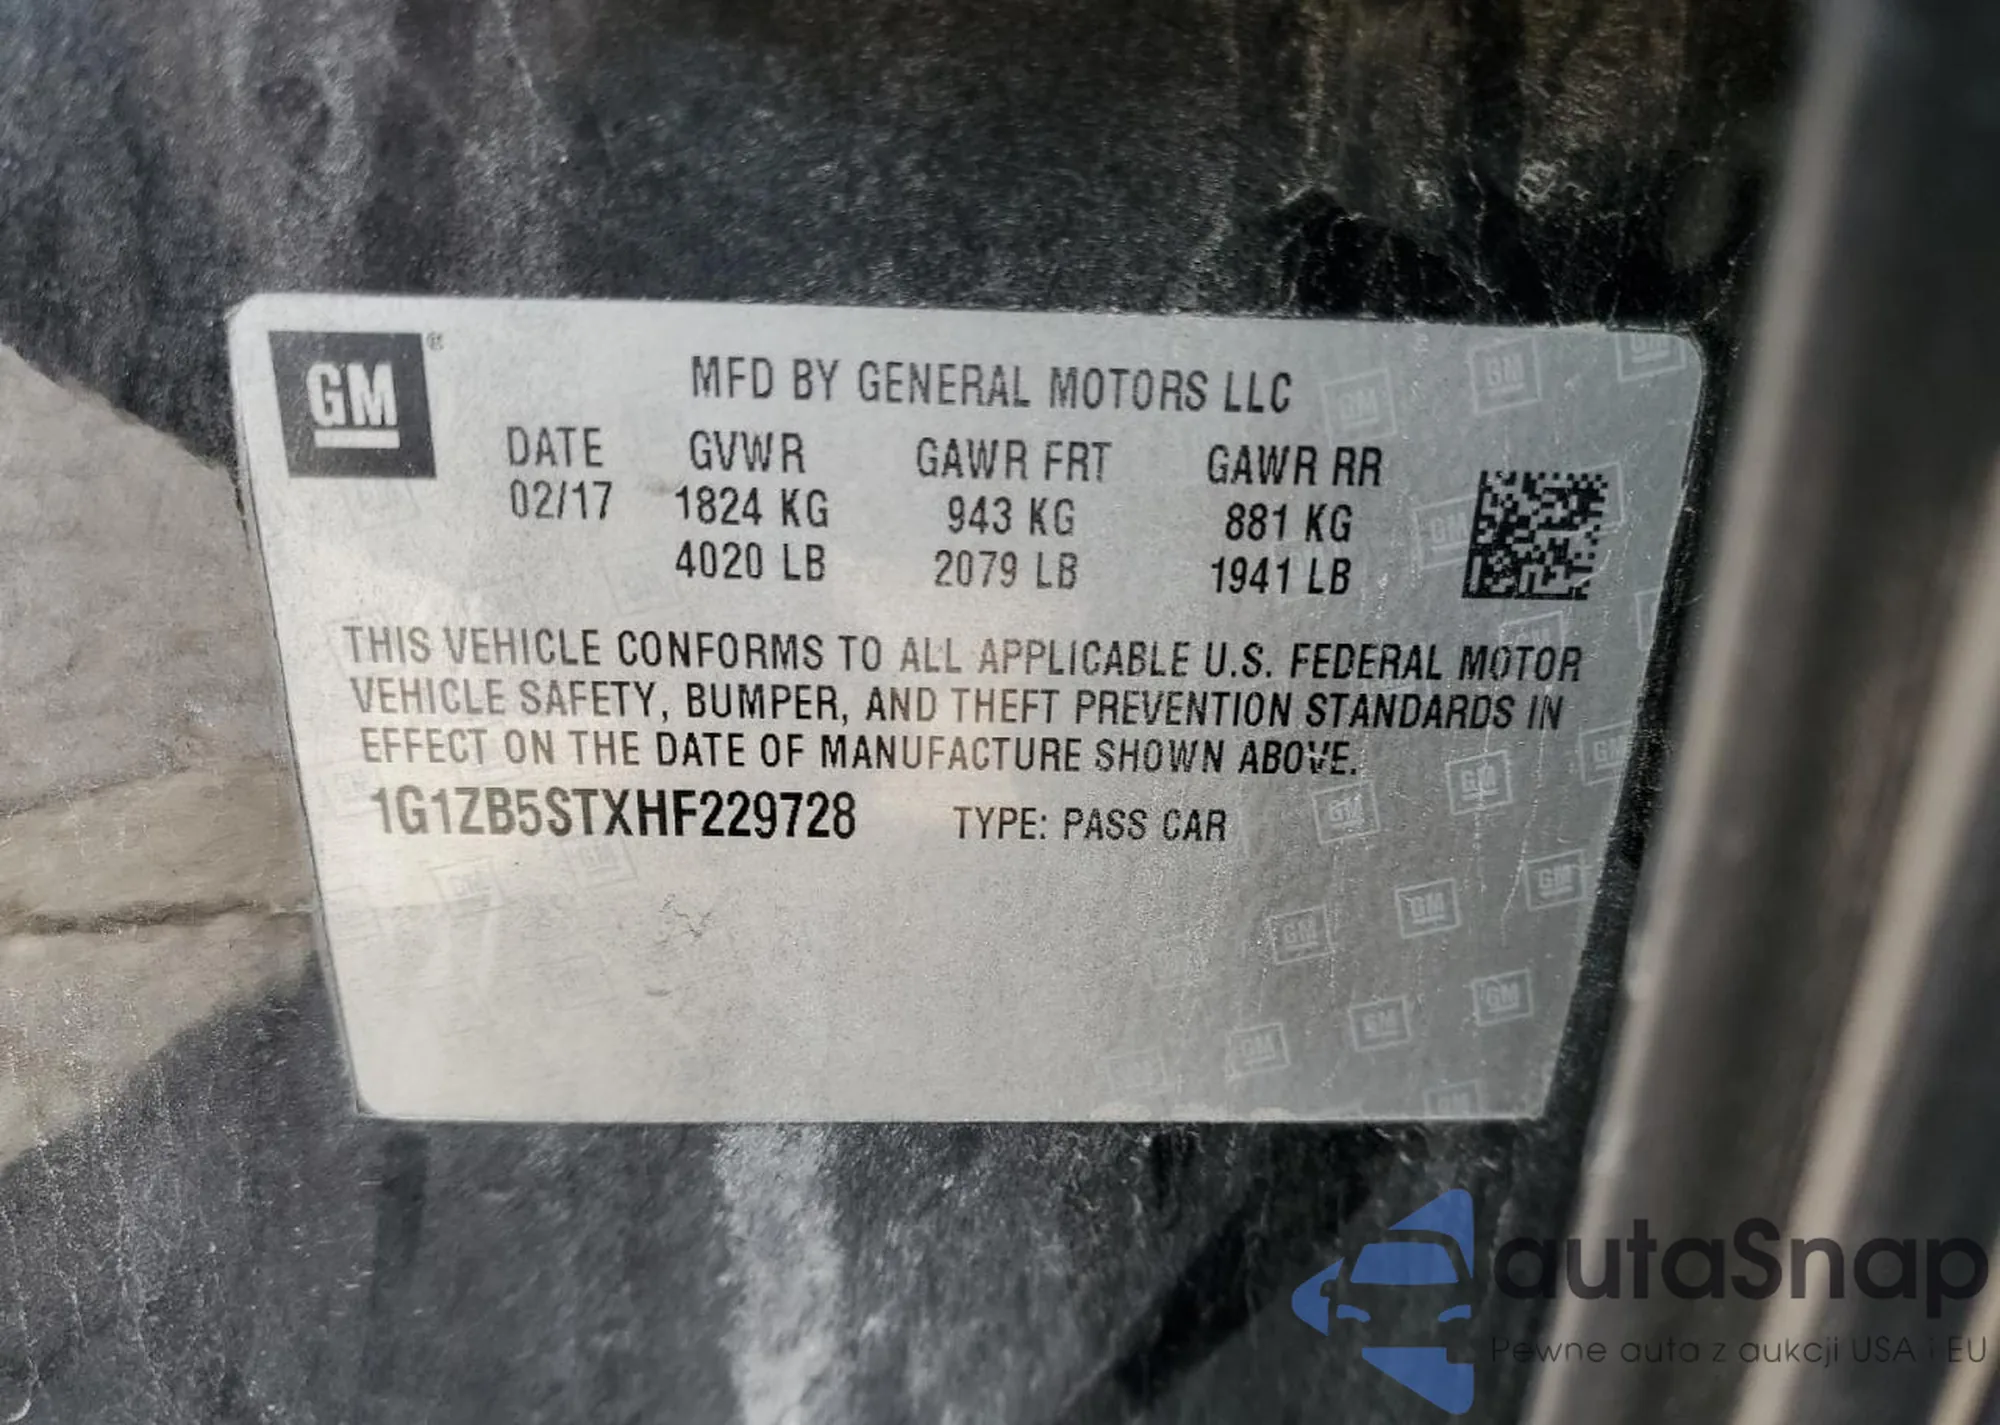 GM®
MFD BY GENERAL MOTORS LLC
DATE GVWR GAWR FRT GAWR RR
02/17 1824 KG 943 KG 881 KG
4020 LB 2079 LB 1941 LB
THIS VEHICLE CONFORMS TO ALL APPLICABLE U.S. FEDERAL MOTOR
VEHICLE SAFETY, BUMPER, AND THEFT PREVENTION STANDARDS IN
EFFECT ON THE DATE OF MANUFACTURE SHOWN ABOVE.
1G1ZB5STXHF229728 TYPE: PASS CAR
autaSnap
Pewne auta z aukcji USA i EU